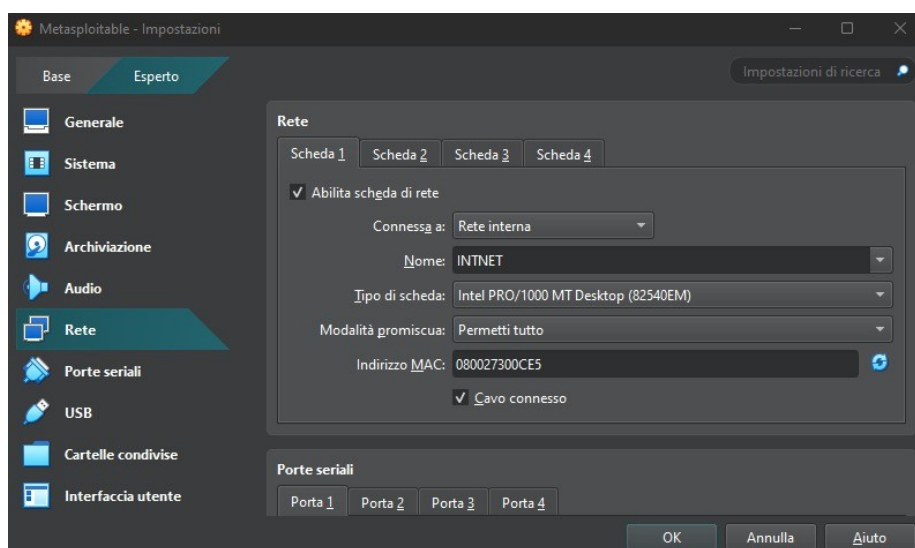 Metasploitable - Impostazioni
Base Esperto Impostazioni di ricerca
Generale
Sistema
Schermo
Archiviazione
Audio
Rete
Porte seriali
USB
Cartelle condivise
Interfaccia utente
Rete
Scheda 1 Scheda 2 Scheda 3 Scheda 4
Abilita scheda di rete
Connessa a: Rete interna
Nome: INTNET
Tipo di scheda: Intel PRO/1000 MT Desktop (82540EM)
Modalità promiscua: Permetti tutto
Indirizzo MAC: 080027300CE5
Cavo connesso
Porte seriali
Porta 1 Porta 2 Porta 3 Porta 4
OK Annulla Aiuto